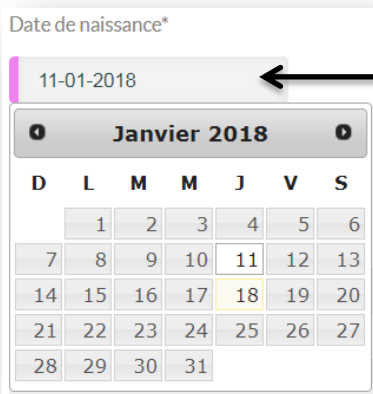 Date de naissance*
11-01-2018
Janvier 2018
D L M M J V S
1 2 3 4 5 6
7 8 9 10 11 12 13
14 15 16 17 18 19 20
21 22 23 24 25 26 27
28 29 30 31